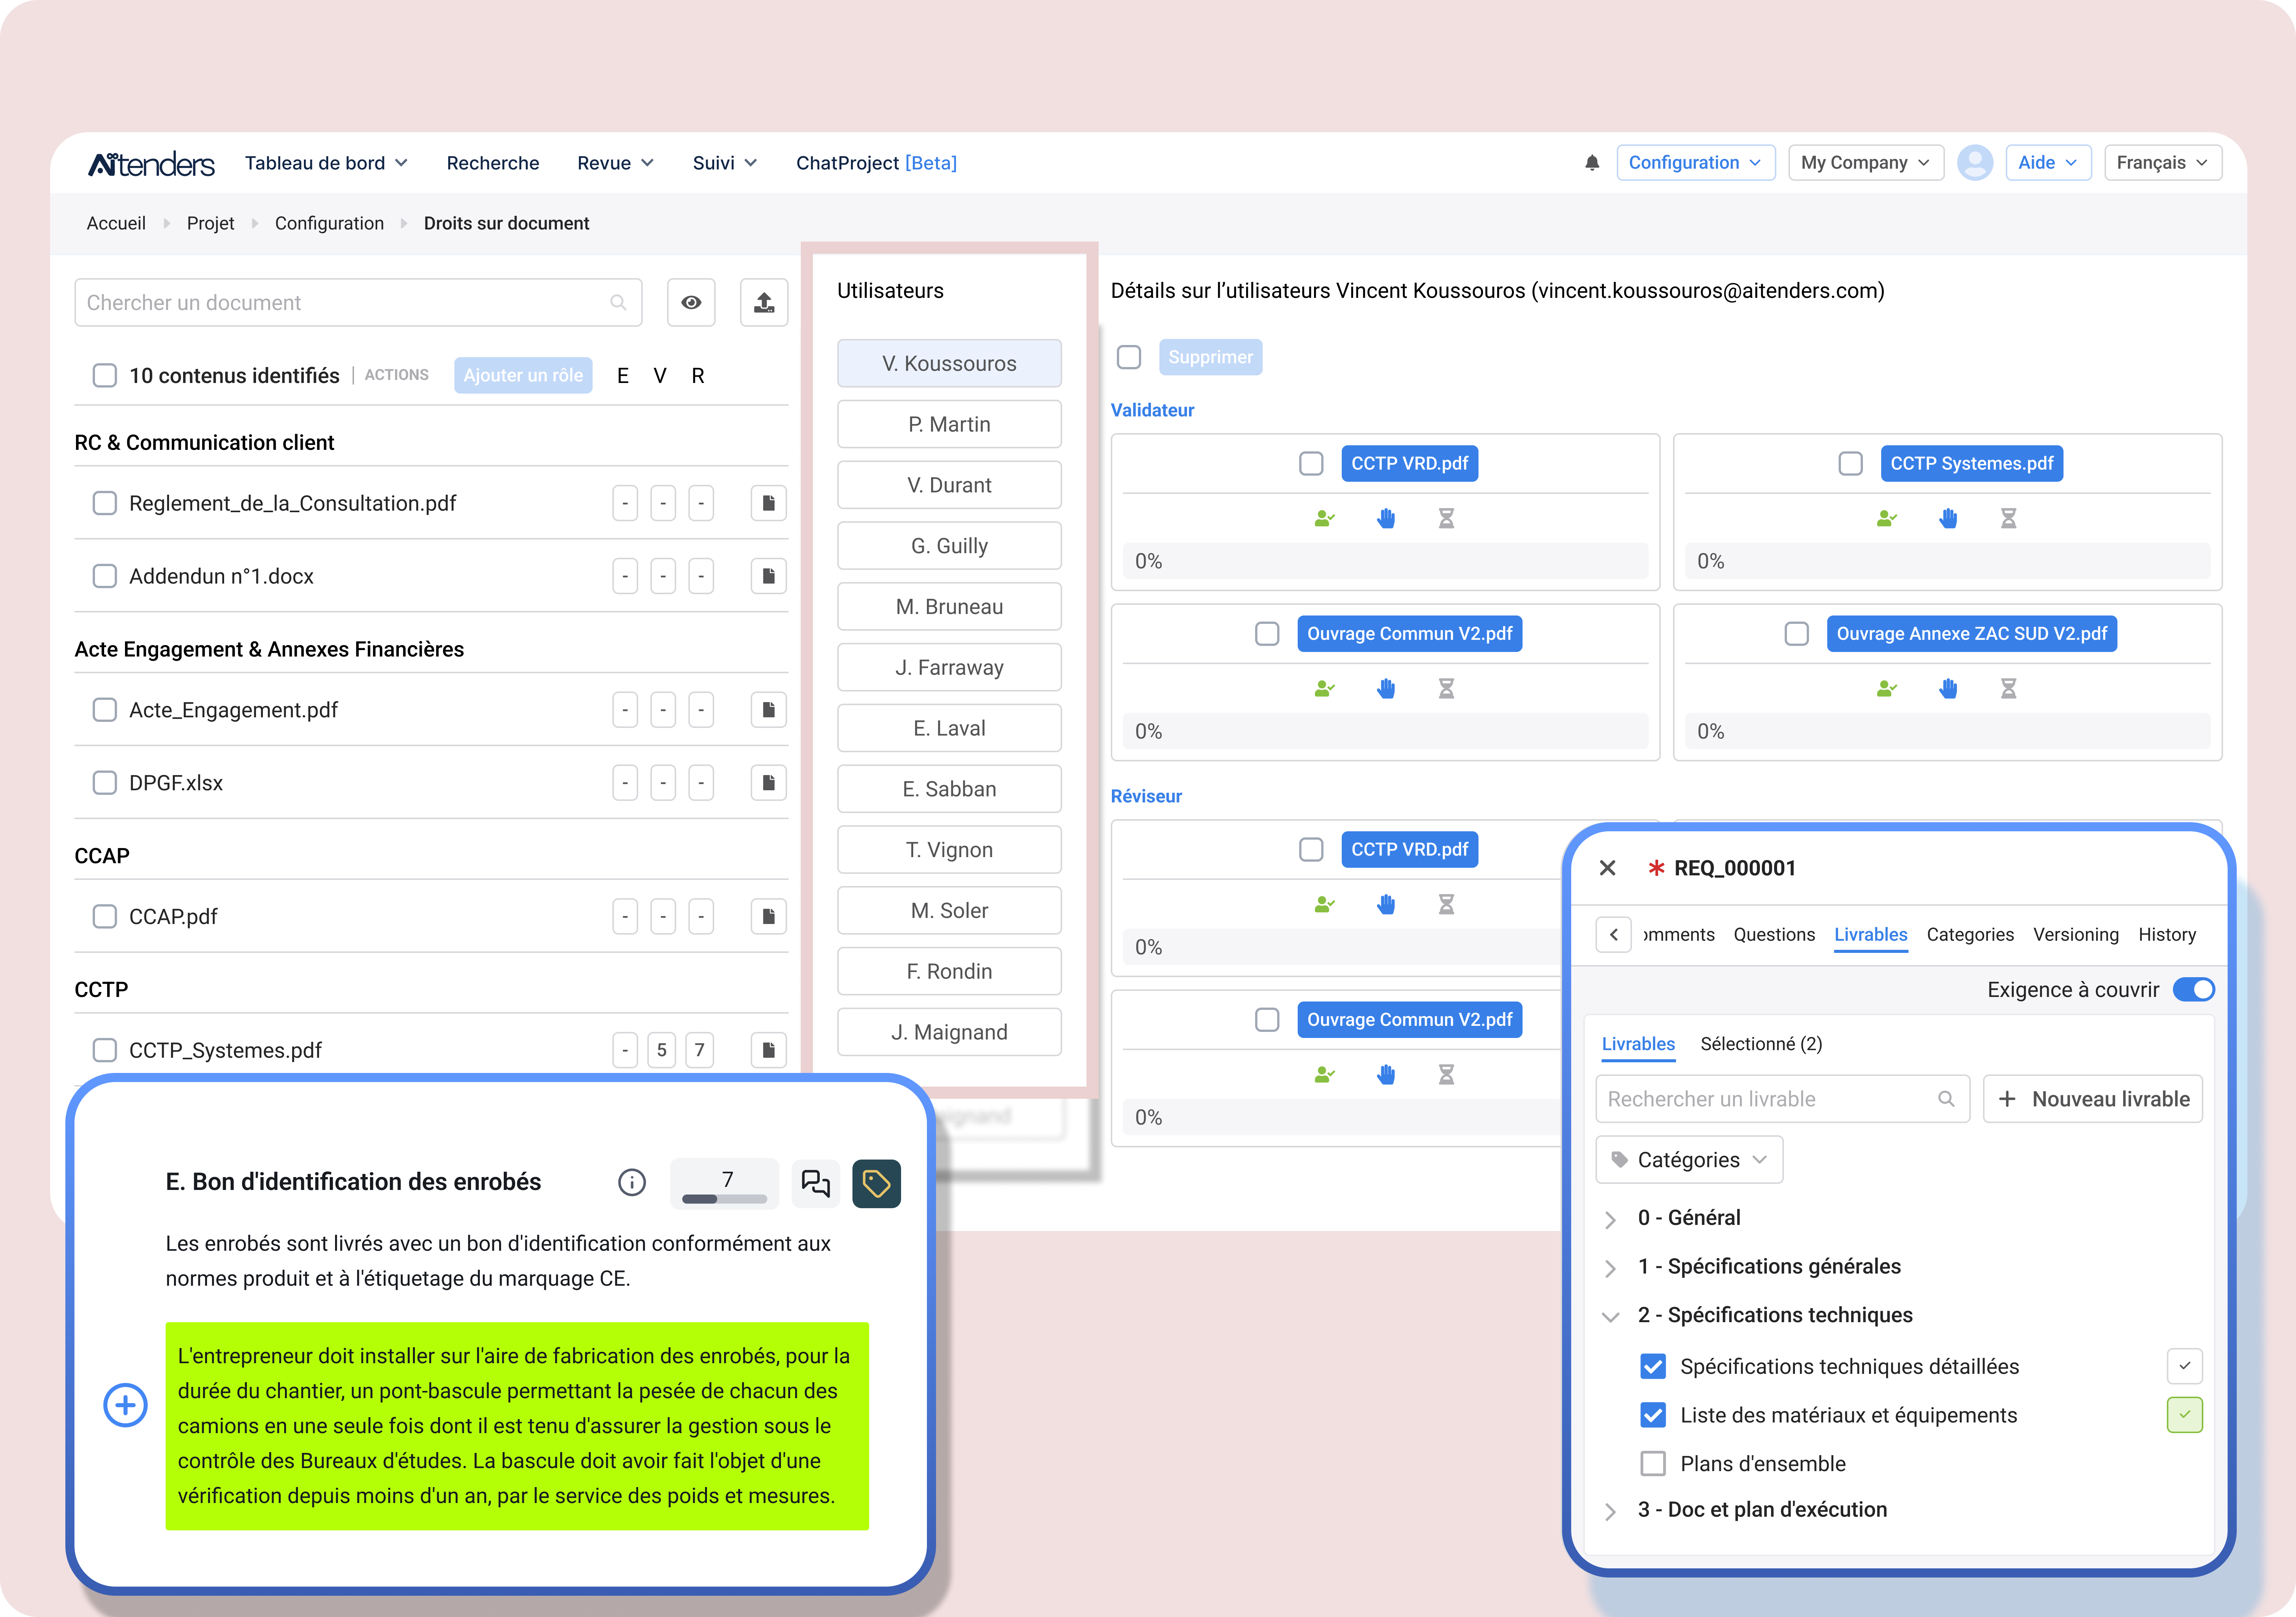 Aitenders
Tableau de bord
Recherche
Revue
Suivi
ChatProject [Beta]
Configuration
My Company
Aide
Français
Accueil
Projet
Configuration
Droits sur document
Chercher un document
10 contenus identifiés | ACTIONS
Ajouter un rôle
E V R
RC & Communication client
Reglement_de_la_Consultation.pdf - - -
Addendun n°1.docx - - -
Acte Engagement & Annexes Financières
Acte_Engagement.pdf - - -
DPGF.xlsx - - -
CCAP
CCAP.pdf - - -
CCTP
CCTP_Systemes.pdf - 5 7
Utilisateurs
V. Koussouros
P. Martin
V. Durant
G. Guilly
M. Bruneau
J. Farraway
E. Laval
E. Sabban
T. Vignon
M. Soler
F. Rondin
J. Maignand
Détails sur l’utilisateurs Vincent Koussouros (vincent.koussouros@aitenders.com)
Supprimer
Validateur
CCTP VRD.pdf
0%
CCTP Systemes.pdf
0%
Ouvrage Commun V2.pdf
0%
Ouvrage Annexe ZAC SUD V2.pdf
0%
Réviseur
CCTP VRD.pdf
0%
Ouvrage Commun V2.pdf
0%
E. Bon d'identification des enrobés
7
Les enrobés sont livrés avec un bon d'identification conformément aux
normes produit et à l'étiquetage du marquage CE.
L'entrepreneur doit installer sur l'aire de fabrication des enrobés, pour la
durée du chantier, un pont-bascule permettant la pesée de chacun des
camions en une seule fois dont il est tenu d'assurer la gestion sous le
contrôle des Bureaux d'études. La bascule doit avoir fait l'objet d'une
vérification depuis moins d'un an, par le service des poids et mesures.
* REQ_000001
omments
Questions
Livrables
Categories
Versioning
History
Exigence à couvrir
Livrables
Sélectionné (2)
Rechercher un livrable
+ Nouveau livrable
Catégories
0 - Général
1 - Spécifications générales
2 - Spécifications techniques
Spécifications techniques détaillées
Liste des matériaux et équipements
Plans d'ensemble
3 - Doc et plan d'exécution